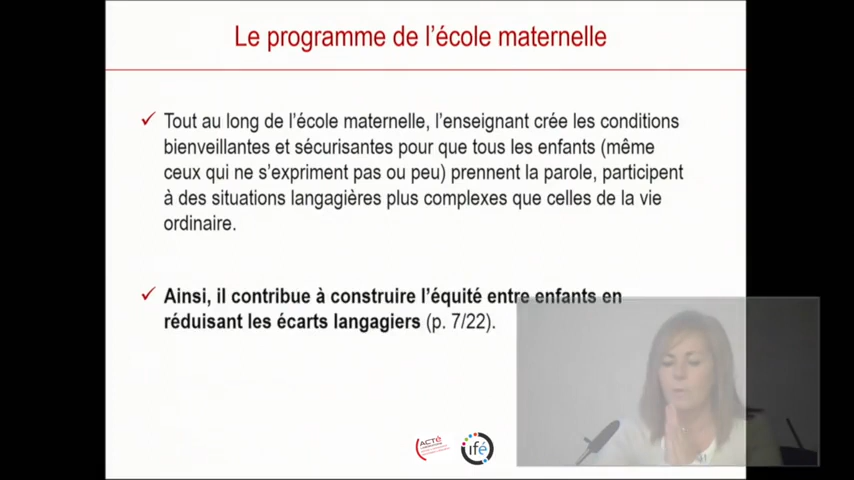 Le programme de l'école maternelle
✓ Tout au long de l'école maternelle, l'enseignant crée les conditions
bienveillantes et sécurisantes pour que tous les enfants (même
ceux qui ne s'expriment pas ou peu) prennent la parole, participent
à des situations langagières plus complexes que celles de la vie
ordinaire.
✓ Ainsi, il contribue à construire l'équité entre enfants en
réduisant les écarts langagiers (p. 7/22).
ACTé
ifé